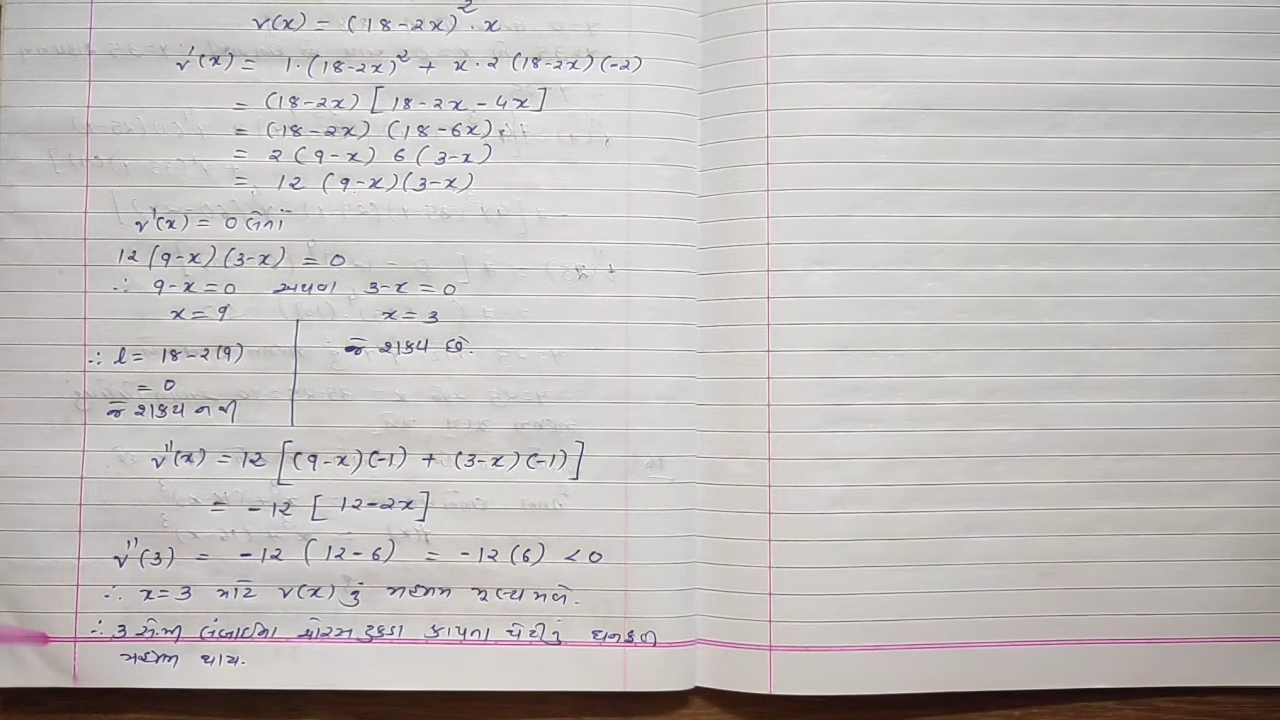 v(x) = (18-2x)² · x
v'(x) = 1·(18-2x)² + x·2(18-2x)(-2)
= (18-2x) [18-2x-4x]
= (18-2x) (18-6x)
= 2(9-x) 6(3-x)
= 12 (9-x)(3-x)
v'(x) = 0 લેતાં
12(9-x)(3-x) = 0
∴ 9-x=0 અથવા 3-x=0
x=9 x=3
∴ l = 18-2(9) જે શક્ય છે.
= 0
જે શક્ય નથી
v''(x) = 12 [(9-x)(-1) + (3-x)(-1)]
= -12 [12-2x]
v''(3) = -12 (12-6) = -12(6) < 0
∴ x=3 માટે v(x) નું મહત્તમ મૂલ્ય મળે.
∴ 3 સેમી લંબાઈના ચોરસ ટુકડા કાપતા પેટીનું ઘનફળ
મહત્તમ થાય.